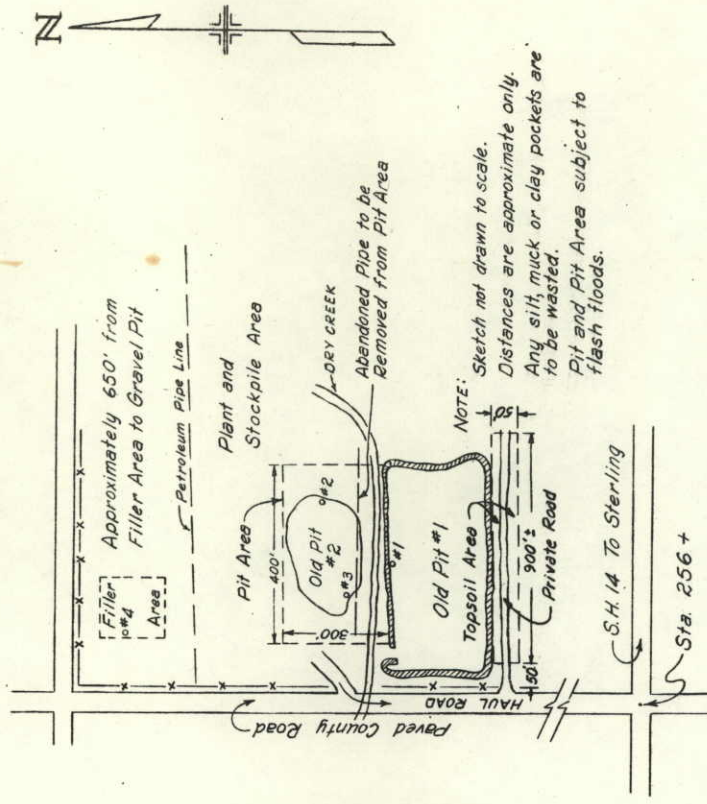 N
Approximately 650' from
Filler Area to Gravel Pit
Filler
#4
Area
Petroleum Pipe Line
Plant and
Stockpile Area
Pit Area
400'
300'
Old Pit
#2
#2
#3
DRY CREEK
Abandoned Pipe to be
Removed from Pit Area
#1
Old Pit #1
Topsoil Area
50'
900'±
50'
Private Road
HAUL ROAD
Paved County Road
NOTE:
Sketch not drawn to scale.
Distances are approximate only.
Any silt, muck or clay pockets are
to be wasted.
Pit and Pit Area subject to
flash floods.
S.H. 14 To Sterling
Sta. 256+